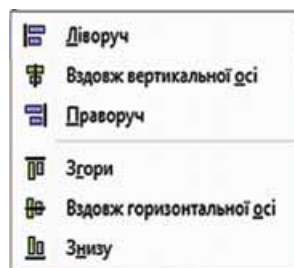 Ліворуч
Вздовж вертикальної осі
Праворуч
Згори
Вздовж горизонтальної осі
Знизу